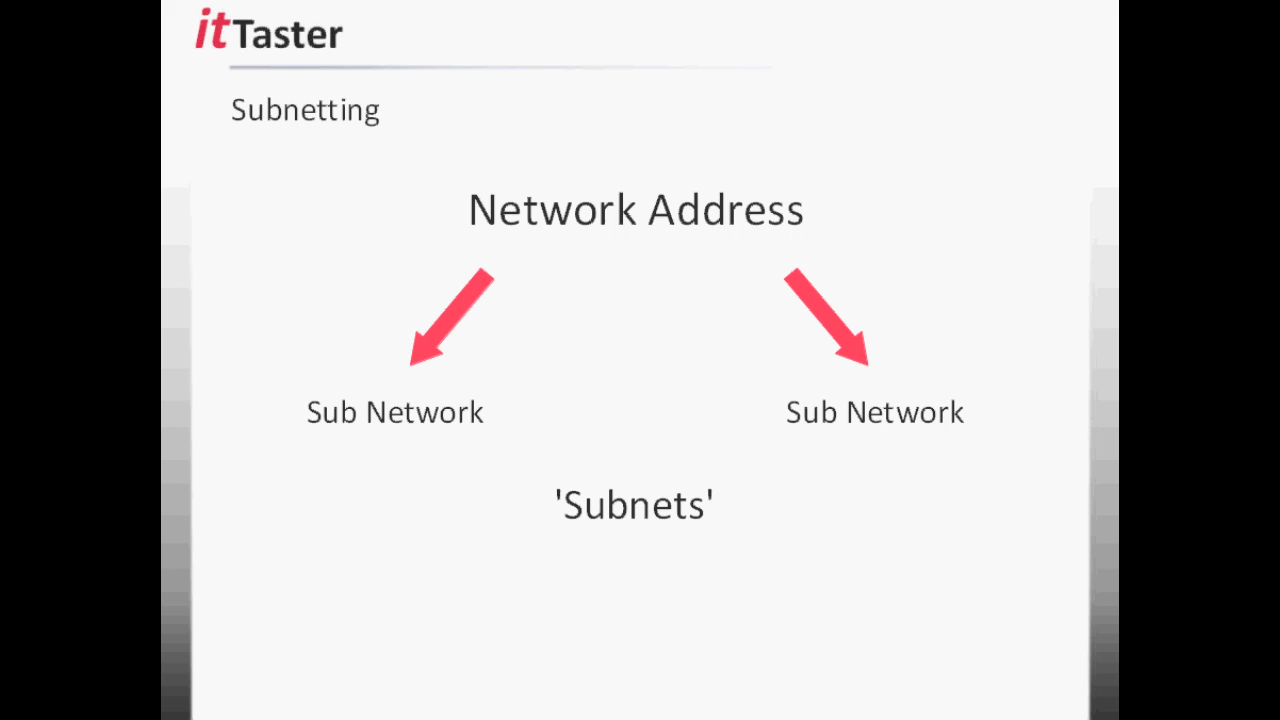 itTaster
Subnetting
Network Address
Sub Network
Sub Network
'Subnets'